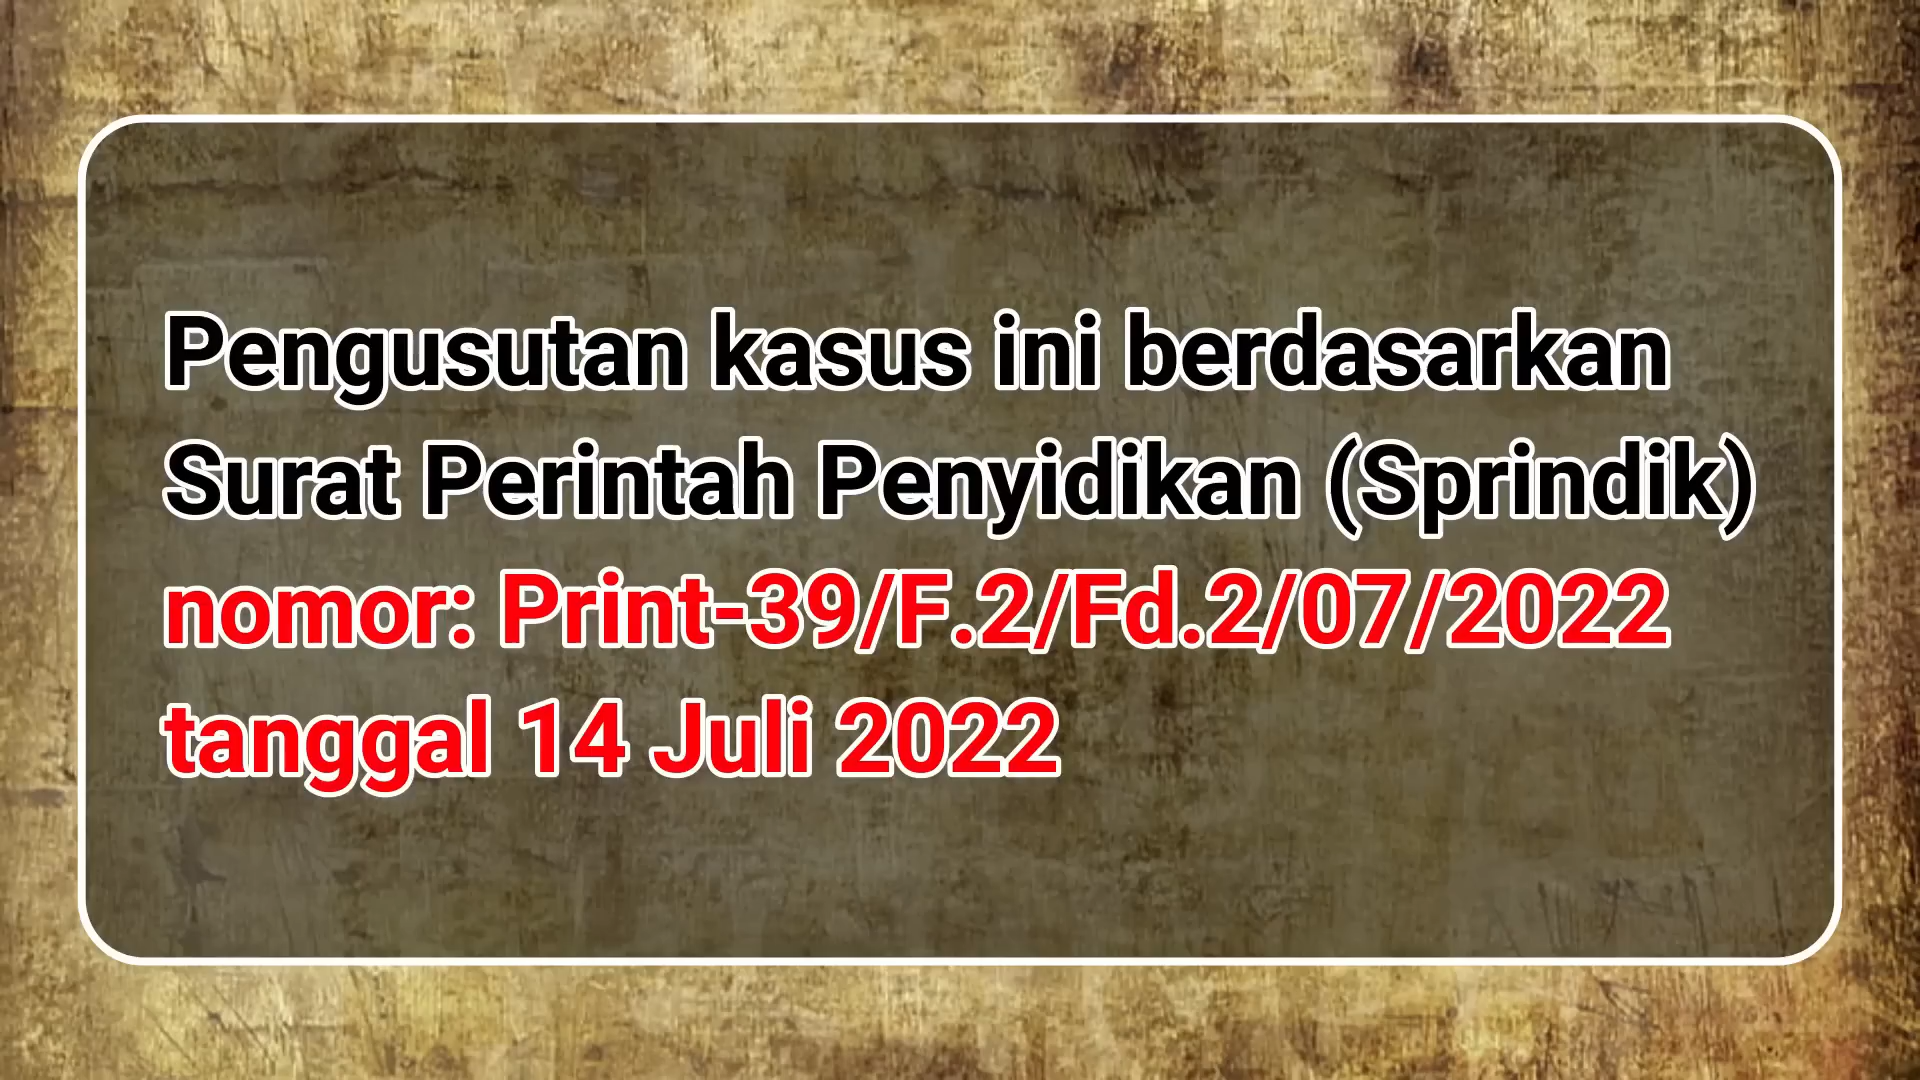 Pengusutan kasus ini berdasarkan
Surat Perintah Penyidikan (Sprindik)
nomor: Print-39/F.2/Fd.2/07/2022
tanggal 14 Juli 2022